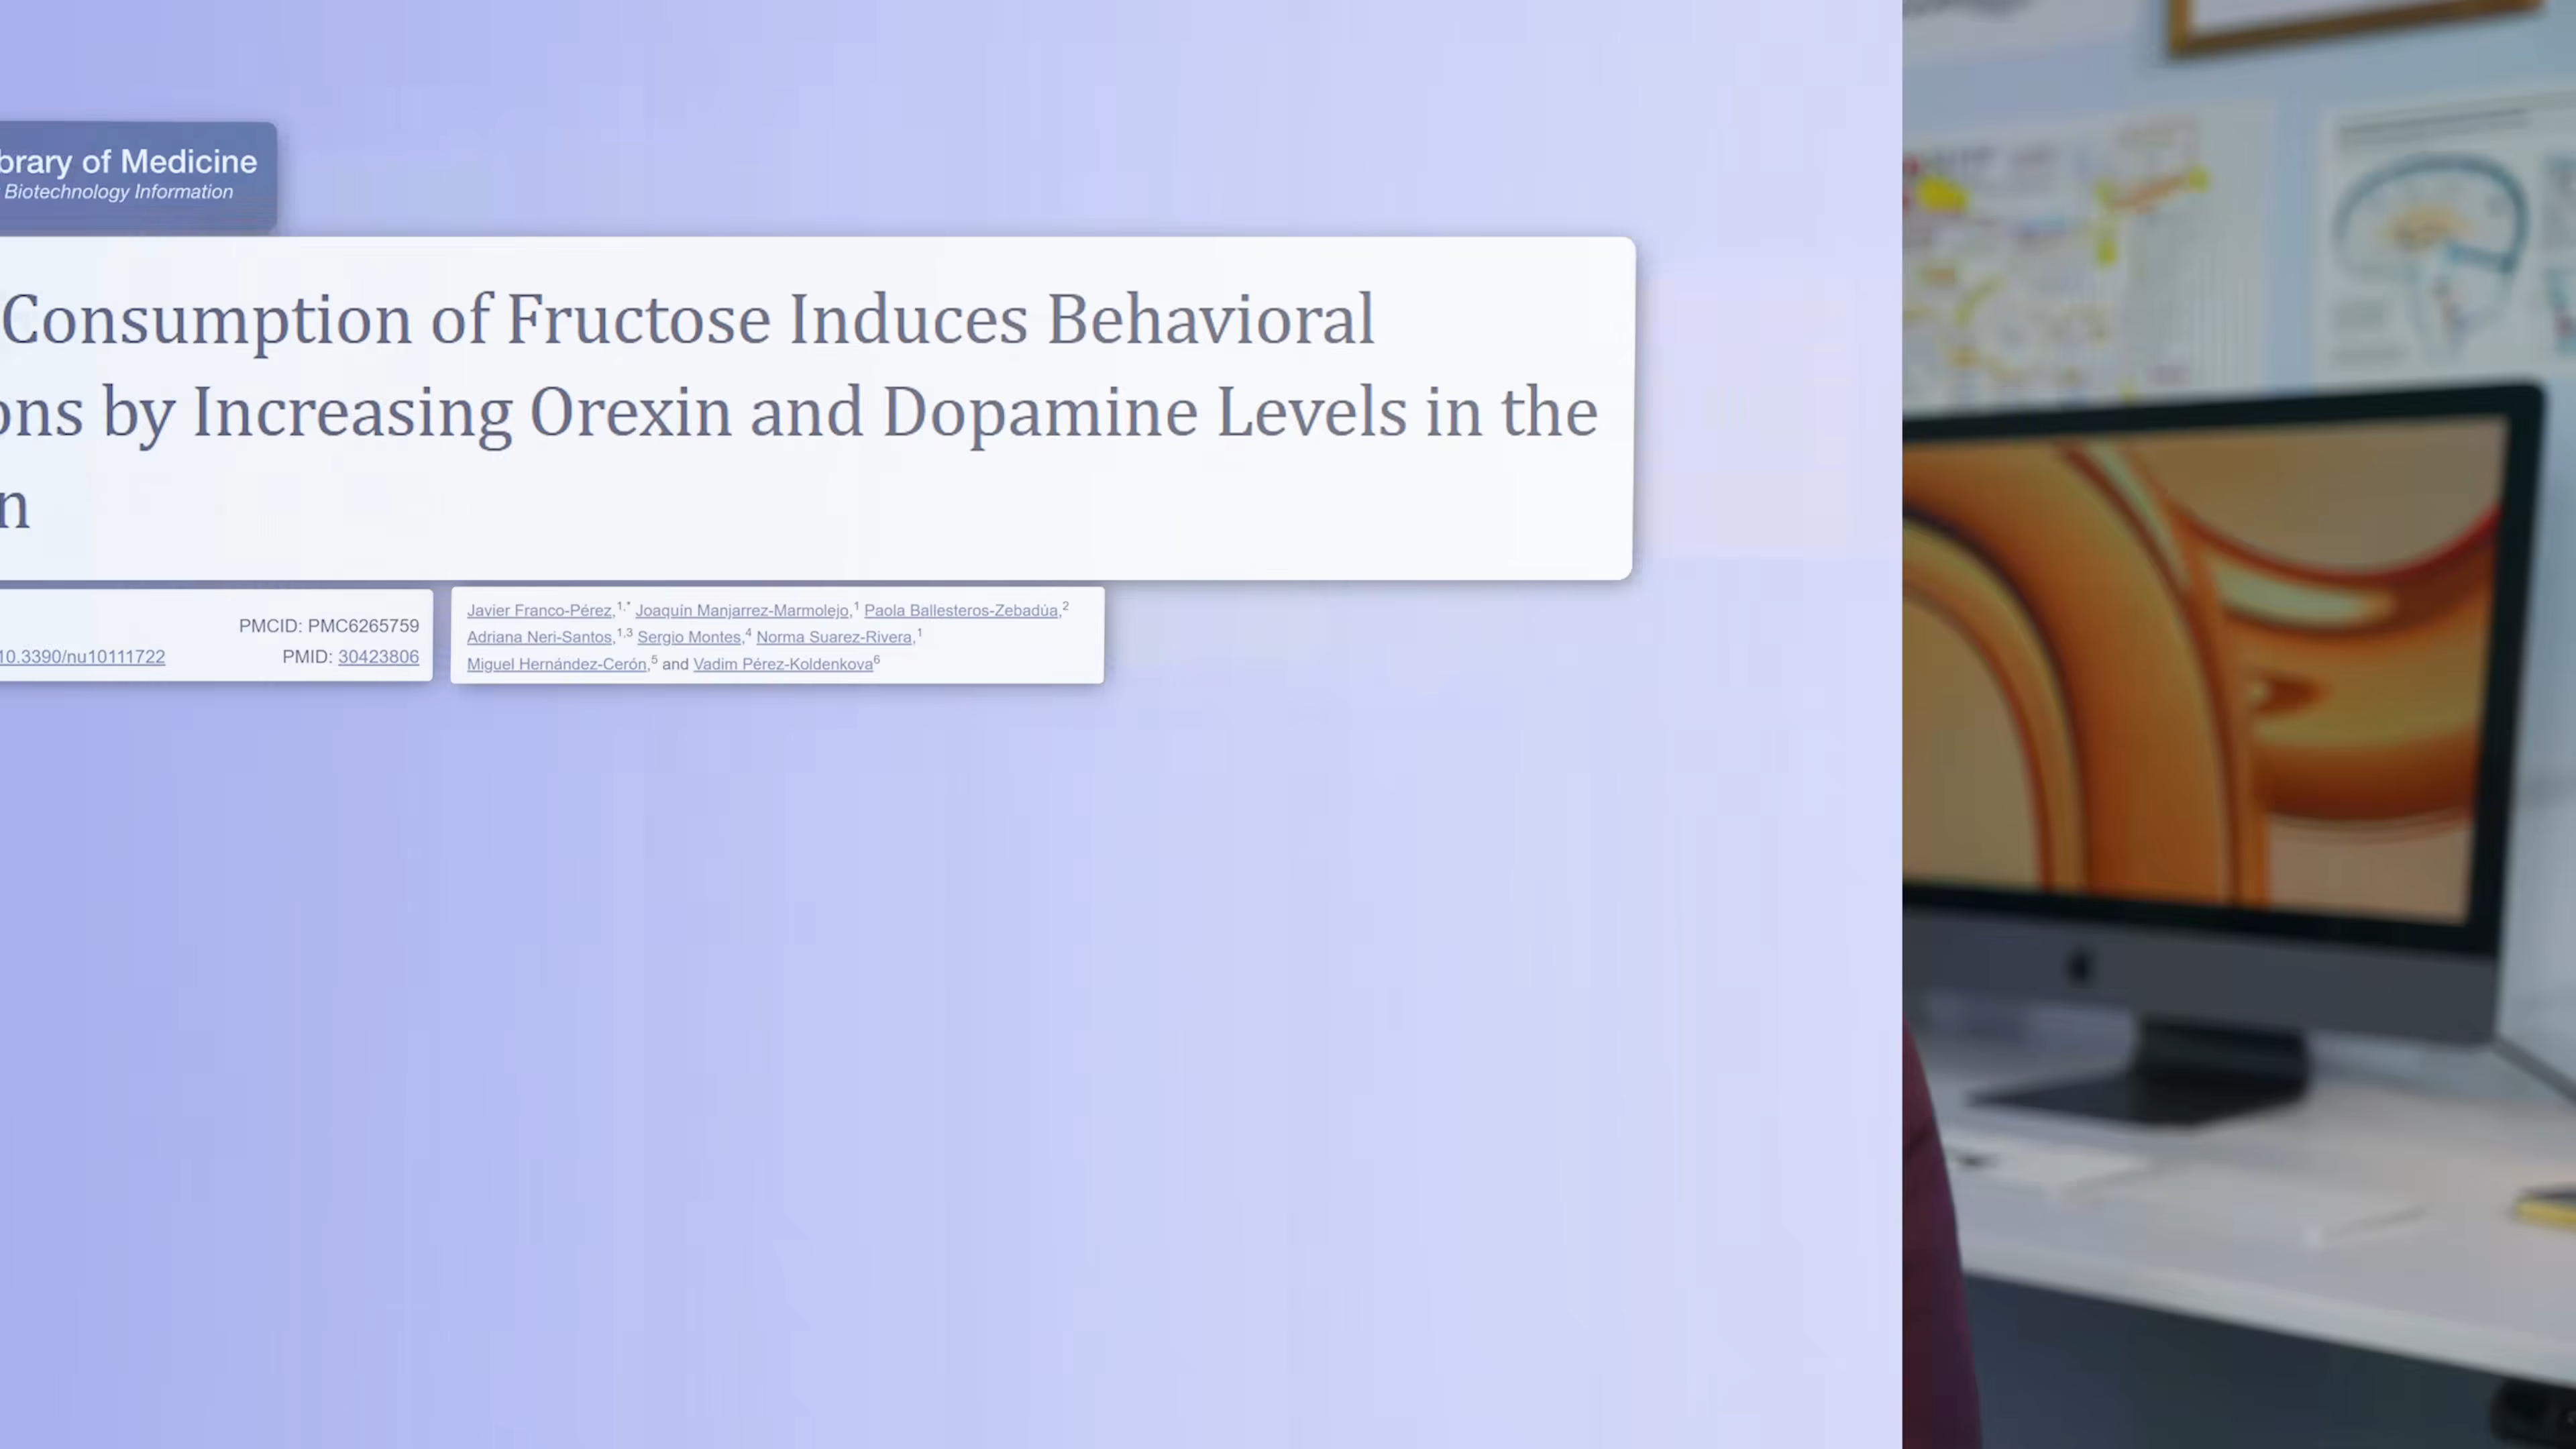 brary of Medicine
Biotechnology Information
Consumption of Fructose Induces Behavioral
ons by Increasing Orexin and Dopamine Levels in the
n
PMCID: PMC6265759
10.3390/nu10111722 PMID: 30423806
Javier Franco-Pérez,1,* Joaquín Manjarrez-Marmolejo,1 Paola Ballesteros-Zebadúa,2
Adriana Neri-Santos,1,3 Sergio Montes,4 Norma Suarez-Rivera,1
Miguel Hernández-Cerón,5 and Vadim Pérez-Koldenkova6